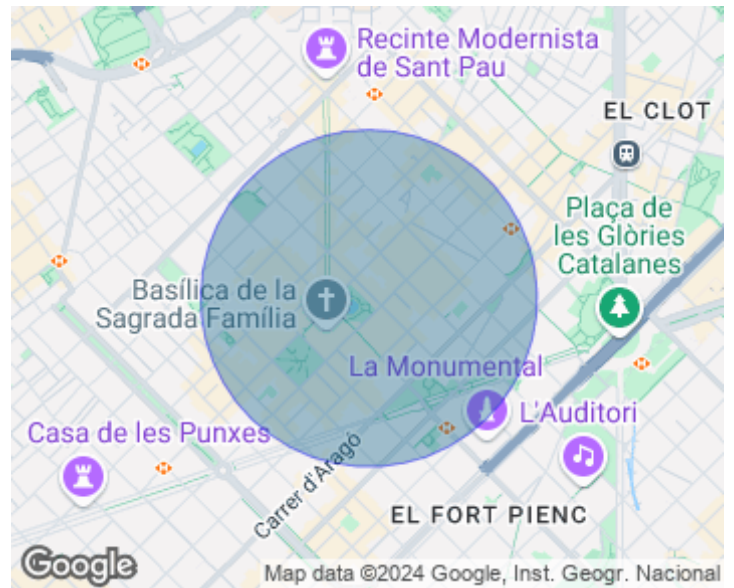 Recinte Modernista
de Sant Pau
EL CLOT
Plaça de
les Glòries
Catalanes
Basílica de la
Sagrada Família
La Monumental
L'Auditori
Casa de les Punxes
Carrer d'Aragó
EL FORT PIENC
Google
Map data ©2024 Google, Inst. Geogr. Nacional